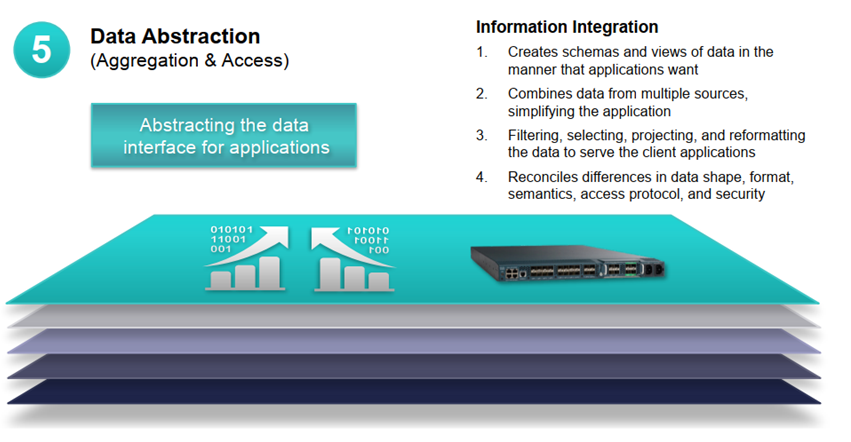 5
Data Abstraction
(Aggregation & Access)
Abstracting the data
interface for applications
Information Integration
1. Creates schemas and views of data in the
manner that applications want
2. Combines data from multiple sources,
simplifying the application
3. Filtering, selecting, projecting, and reformatting
the data to serve the client applications
4. Reconciles differences in data shape, format,
semantics, access protocol, and security
010101
11001
001
010101
11001
001